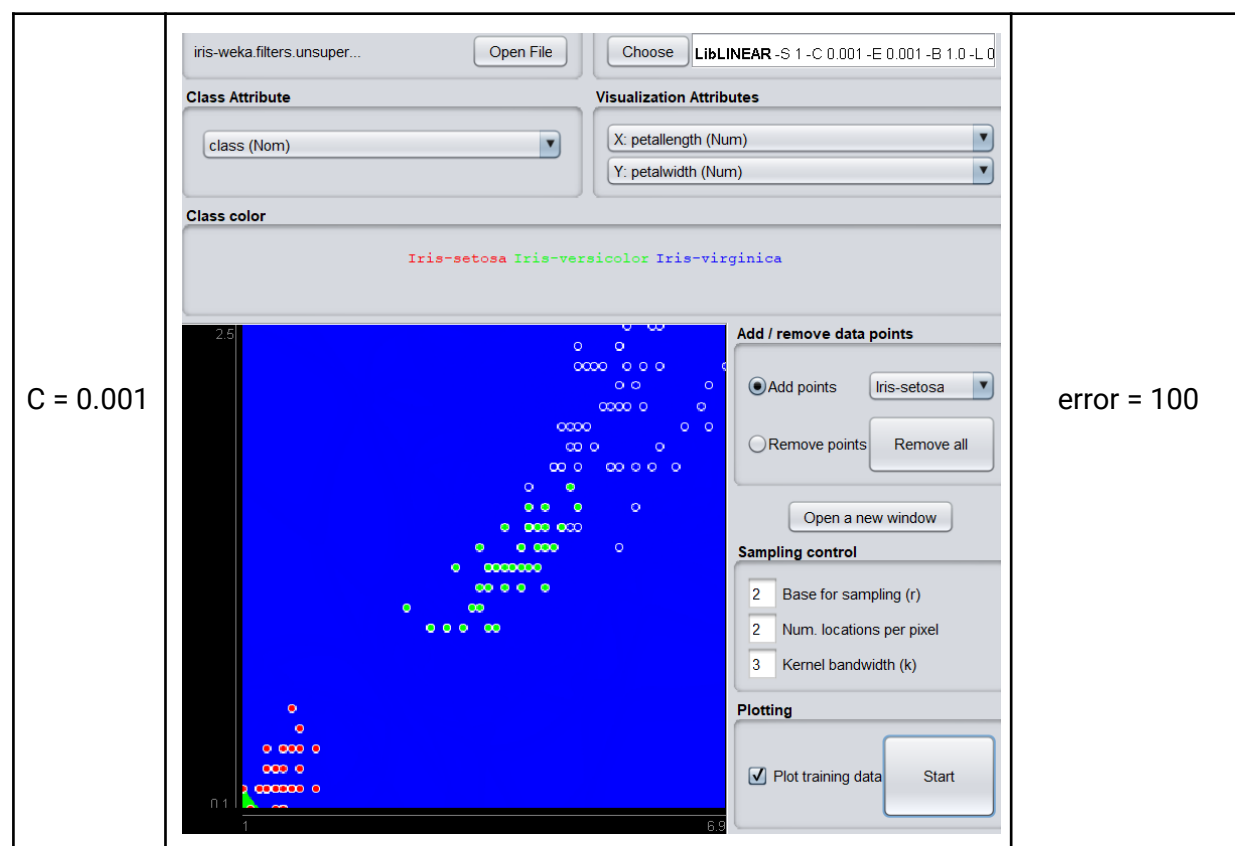 iris-weka.filters.unsuper...
Open File
Choose
LibLINEAR -S 1 -C 0.001 -E 0.001 -B 1.0 -L 0
Class Attribute
Visualization Attributes
class (Nom)
X: petallength (Num)
Y: petalwidth (Num)
Class color
Iris-setosa Iris-versicolor Iris-virginica
2.5
Add / remove data points
Add points
Iris-setosa
C = 0.001
error = 100
Remove points
Remove all
Open a new window
Sampling control
2 Base for sampling (r)
2 Num. locations per pixel
3 Kernel bandwidth (k)
Plotting
Plot training data
Start
0.1
1
6.9